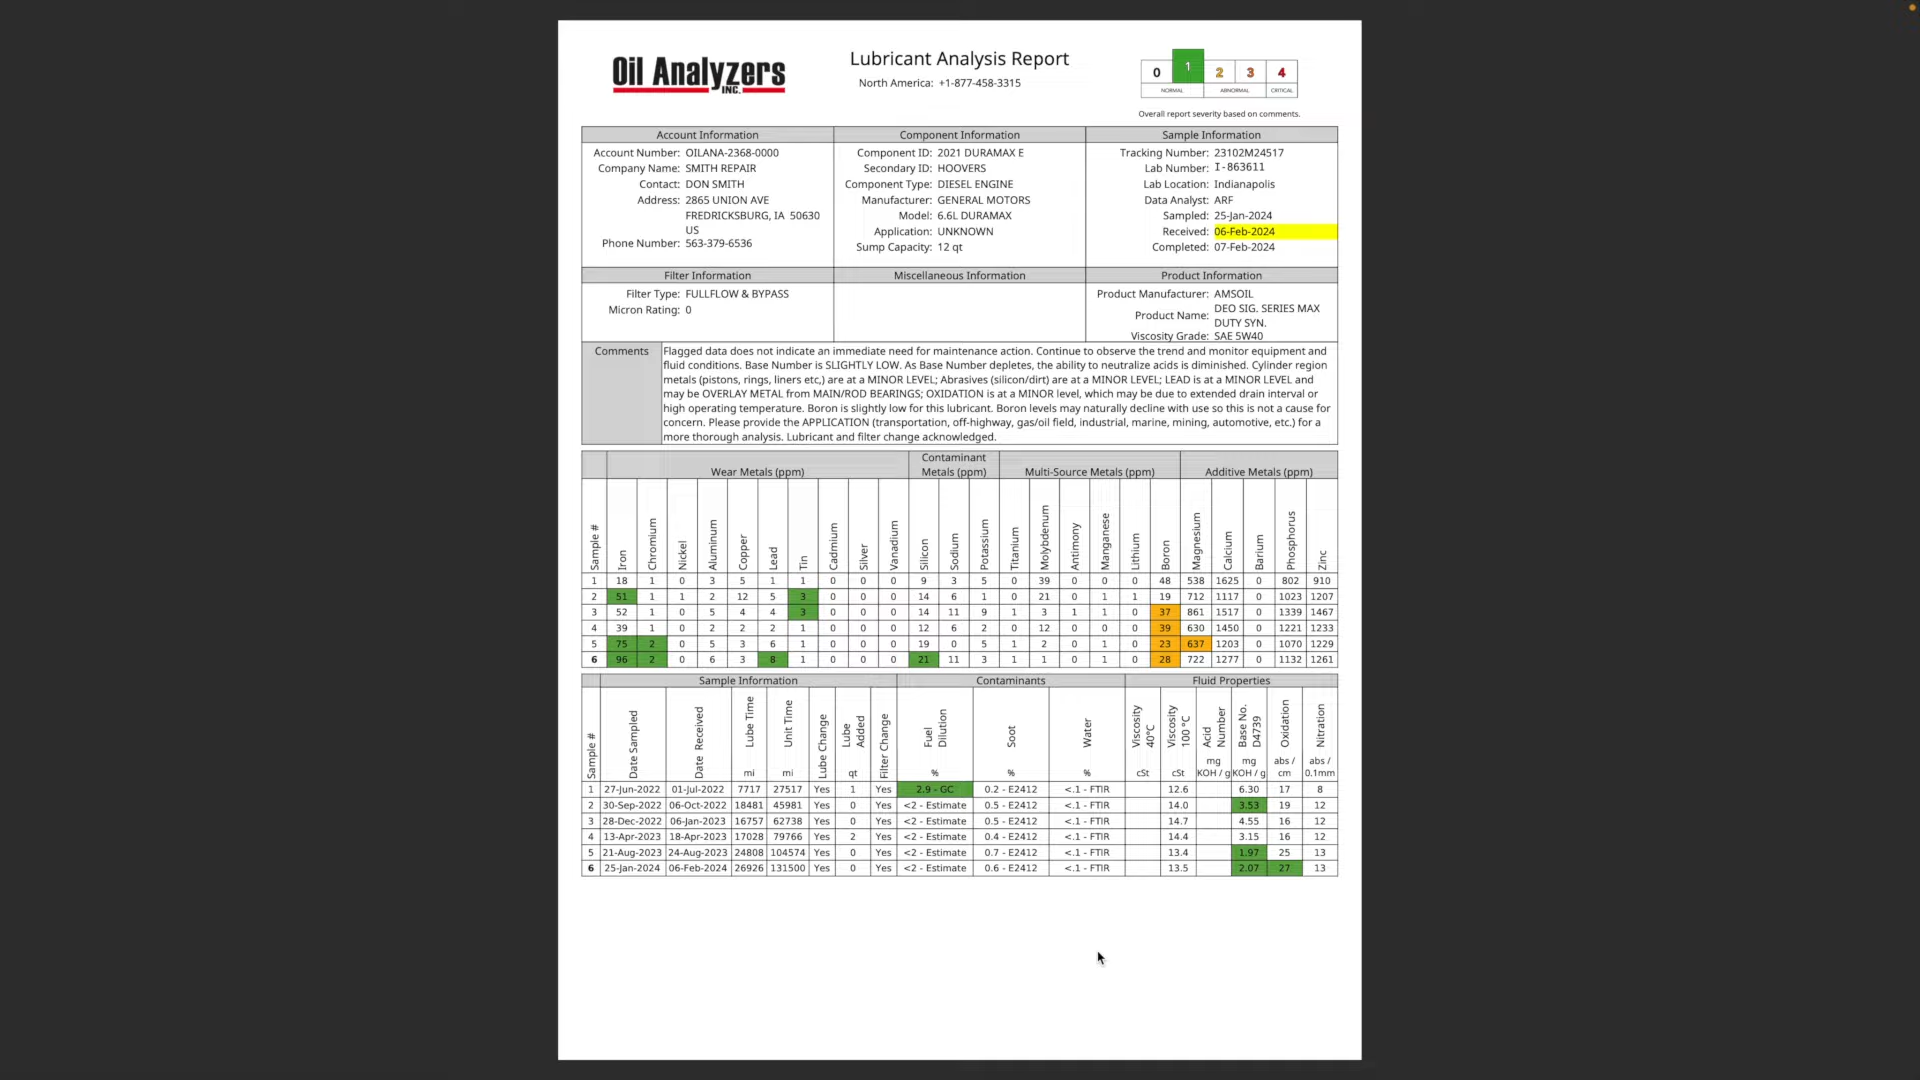 Oil Analyzers
INC.
Lubricant Analysis Report
North America: +1-877-458-3315
0 1 2 3 4
NORMAL ABNORMAL CRITICAL
Overall report severity based on comments.
Account Information Component Information Sample Information
Account Number: OILANA-2368-0000
Company Name: SMITH REPAIR
Contact: DON SMITH
Address: 2865 UNION AVE
FREDRICKSBURG, IA 50630
US
Phone Number: 563-379-6536
Component ID: 2021 DURAMAX E
Secondary ID: HOOVERS
Component Type: DIESEL ENGINE
Manufacturer: GENERAL MOTORS
Model: 6.6L DURAMAX
Application: UNKNOWN
Sump Capacity: 12 qt
Tracking Number: 23102M24517
Lab Number: I-863611
Lab Location: Indianapolis
Data Analyst: ARF
Sampled: 25-Jan-2024
Received: 06-Feb-2024
Completed: 07-Feb-2024
Filter Information Miscellaneous Information Product Information
Filter Type: FULLFLOW & BYPASS
Micron Rating: 0
Product Manufacturer: AMSOIL
Product Name: DEO SIG. SERIES MAX
DUTY SYN.
Viscosity Grade: SAE 5W40
Comments
Flagged data does not indicate an immediate need for maintenance action. Continue to observe the trend and monitor equipment and
fluid conditions. Base Number is SLIGHTLY LOW. As Base Number depletes, the ability to neutralize acids is diminished. Cylinder region
metals (pistons, rings, liners etc,) are at a MINOR LEVEL; Abrasives (silicon/dirt) are at a MINOR LEVEL; LEAD is at a MINOR LEVEL and
may be OVERLAY METAL from MAIN/ROD BEARINGS; OXIDATION is at a MINOR level, which may be due to extended drain interval or
high operating temperature. Boron is slightly low for this lubricant. Boron levels may naturally decline with use so this is not a cause for
concern. Please provide the APPLICATION (transportation, off-highway, gas/oil field, industrial, marine, mining, automotive, etc.) for a
more thorough analysis. Lubricant and filter change acknowledged.
Wear Metals (ppm) Contaminant Metals (ppm) Multi-Source Metals (ppm) Additive Metals (ppm)
Sample # Iron Chromium Nickel Aluminum Copper Lead Tin Cadmium Silver Vanadium Silicon Sodium Potassium Titanium Molybdenum Antimony Manganese Lithium Boron Magnesium Calcium Barium Phosphorus Zinc
1 18 1 0 3 5 1 1 0 0 0 9 3 5 0 39 0 0 0 48 538 1625 0 802 910
2 51 1 1 2 12 5 3 0 0 0 14 6 1 0 21 0 1 1 19 712 1117 0 1023 1207
3 52 1 0 5 4 4 3 0 0 0 14 11 9 1 3 1 1 0 37 861 1517 0 1339 1467
4 39 1 0 2 2 2 1 0 0 0 12 6 2 0 12 0 0 0 39 630 1450 0 1221 1233
5 75 2 0 5 3 6 1 0 0 0 19 0 5 1 2 0 1 0 23 637 1203 0 1070 1229
6 96 2 0 6 3 8 1 0 0 0 21 11 3 1 1 0 1 0 28 722 1277 0 1132 1261
Sample Information Contaminants Fluid Properties
Sample # Date Sampled Date Received Lube Time Unit Time Lube Change Lube Added Filter Change Fuel Dilution Soot Water Viscosity 40°C Viscosity 100 °C Acid Number Base No. D4739 Oxidation Nitration
mi mi qt % % % cSt cSt mg KOH / g mg KOH / g abs / cm abs / 0.1mm
1 27-Jun-2022 01-Jul-2022 7717 27517 Yes 1 Yes 2.9 - GC 0.2 - E2412 <.1 - FTIR 12.6 6.30 17 8
2 30-Sep-2022 06-Oct-2022 18481 45981 Yes 0 Yes <2 - Estimate 0.5 - E2412 <.1 - FTIR 14.0 3.53 19 12
3 28-Dec-2022 06-Jan-2023 16757 62738 Yes 0 Yes <2 - Estimate 0.5 - E2412 <.1 - FTIR 14.7 4.55 16 12
4 13-Apr-2023 18-Apr-2023 17028 79766 Yes 2 Yes <2 - Estimate 0.4 - E2412 <.1 - FTIR 14.4 3.15 16 12
5 21-Aug-2023 24-Aug-2023 24808 104574 Yes 0 Yes <2 - Estimate 0.7 - E2412 <.1 - FTIR 13.4 1.97 25 13
6 25-Jan-2024 06-Feb-2024 26926 131500 Yes 0 Yes <2 - Estimate 0.6 - E2412 <.1 - FTIR 13.5 2.07 27 13